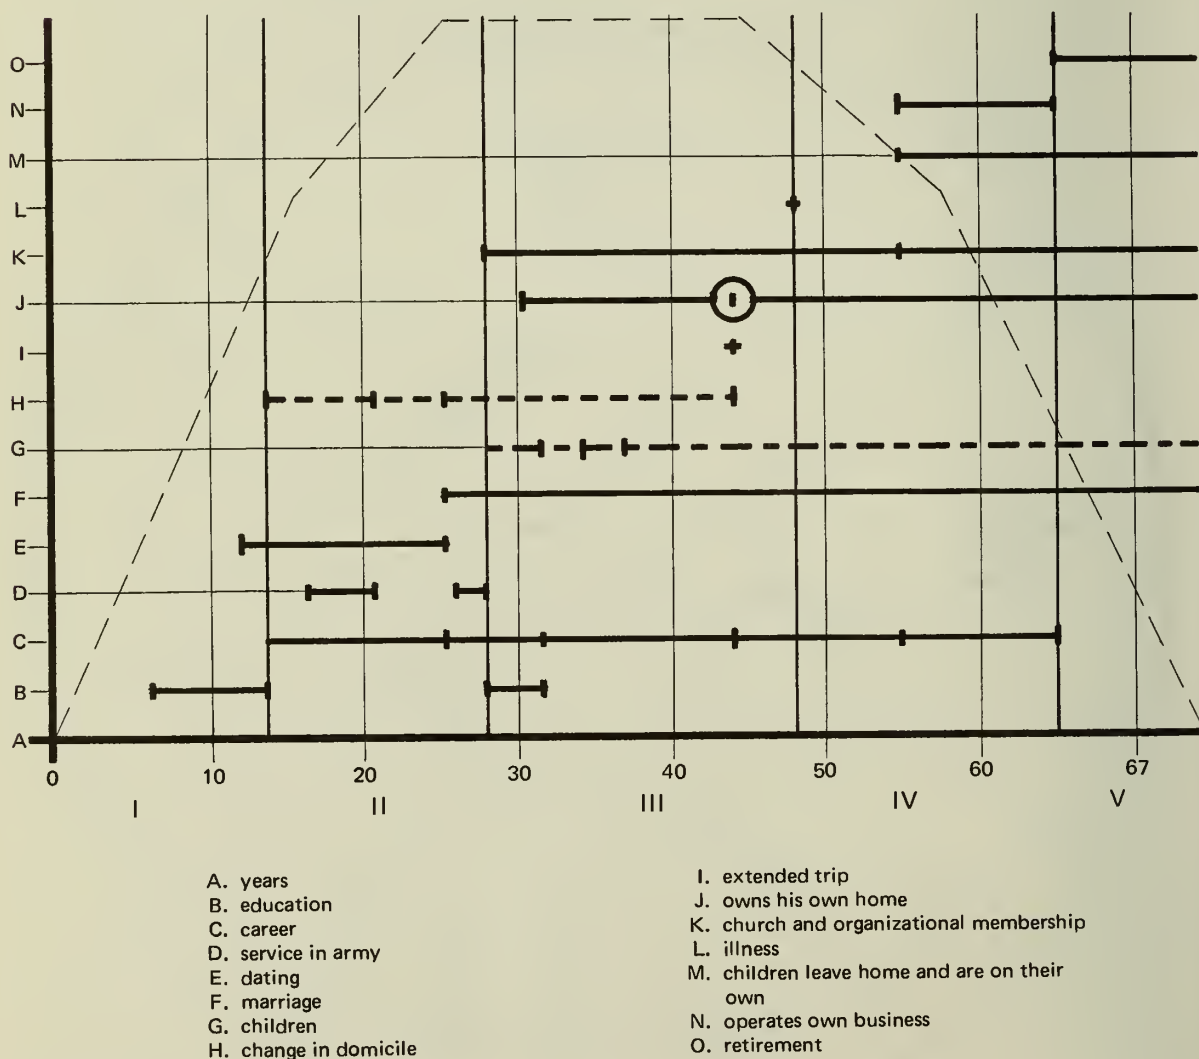 O
N
M
L
K
J
I
H
G
F
E
D
C
B
A
0 10 20 30 40 50 60 67
I II III IV V
A. years
B. education
C. career
D. service in army
E. dating
F. marriage
G. children
H. change in domicile
I. extended trip
J. owns his own home
K. church and organizational membership
L. illness
M. children leave home and are on their
own
N. operates own business
O. retirement